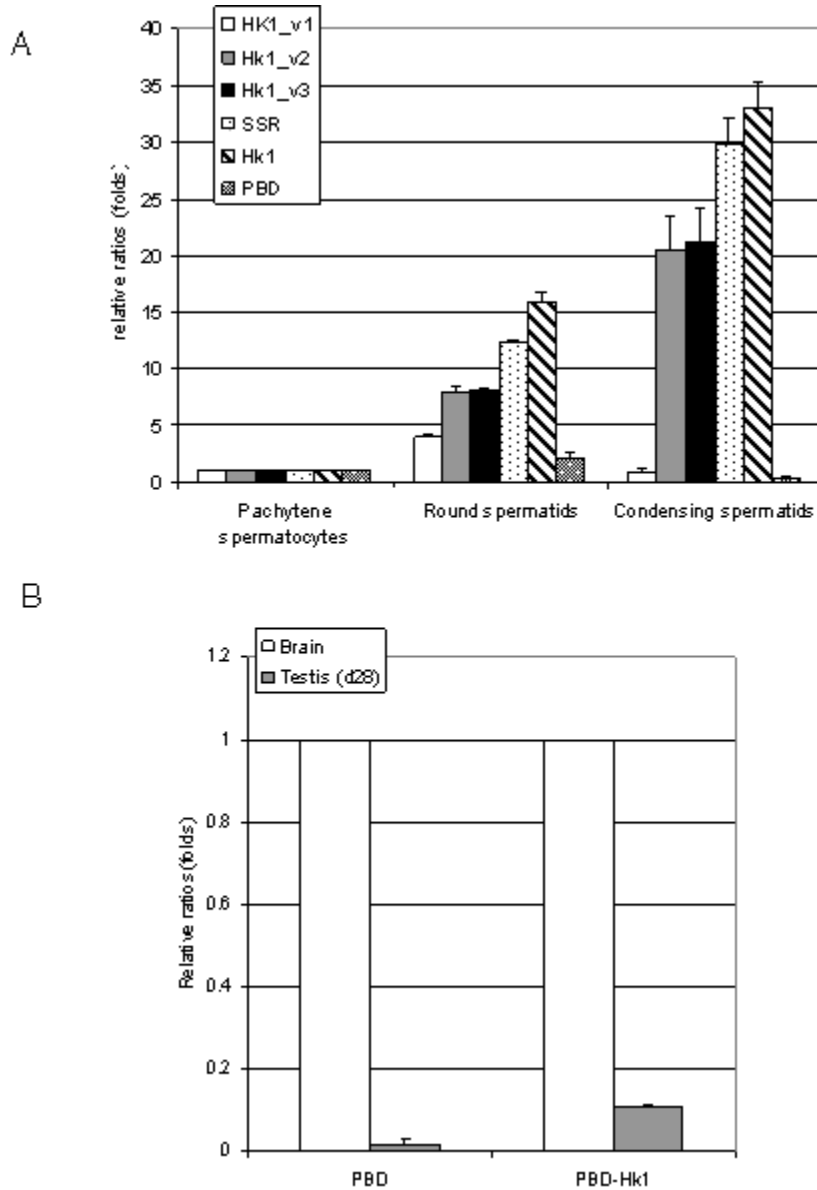 A
HK1_v1
Hk1_v2
Hk1_v3
SSR
Hk1
PBD
relative ratios (folds)
40
35
30
25
20
15
10
5
0
Pachytene
spermatocytes
Round spermatids
Condensing spermatids
B
Brain
Testis (d28)
Relative ratios (folds)
1.2
1
0.8
0.6
0.4
0.2
0
PBD
PBD-Hk1